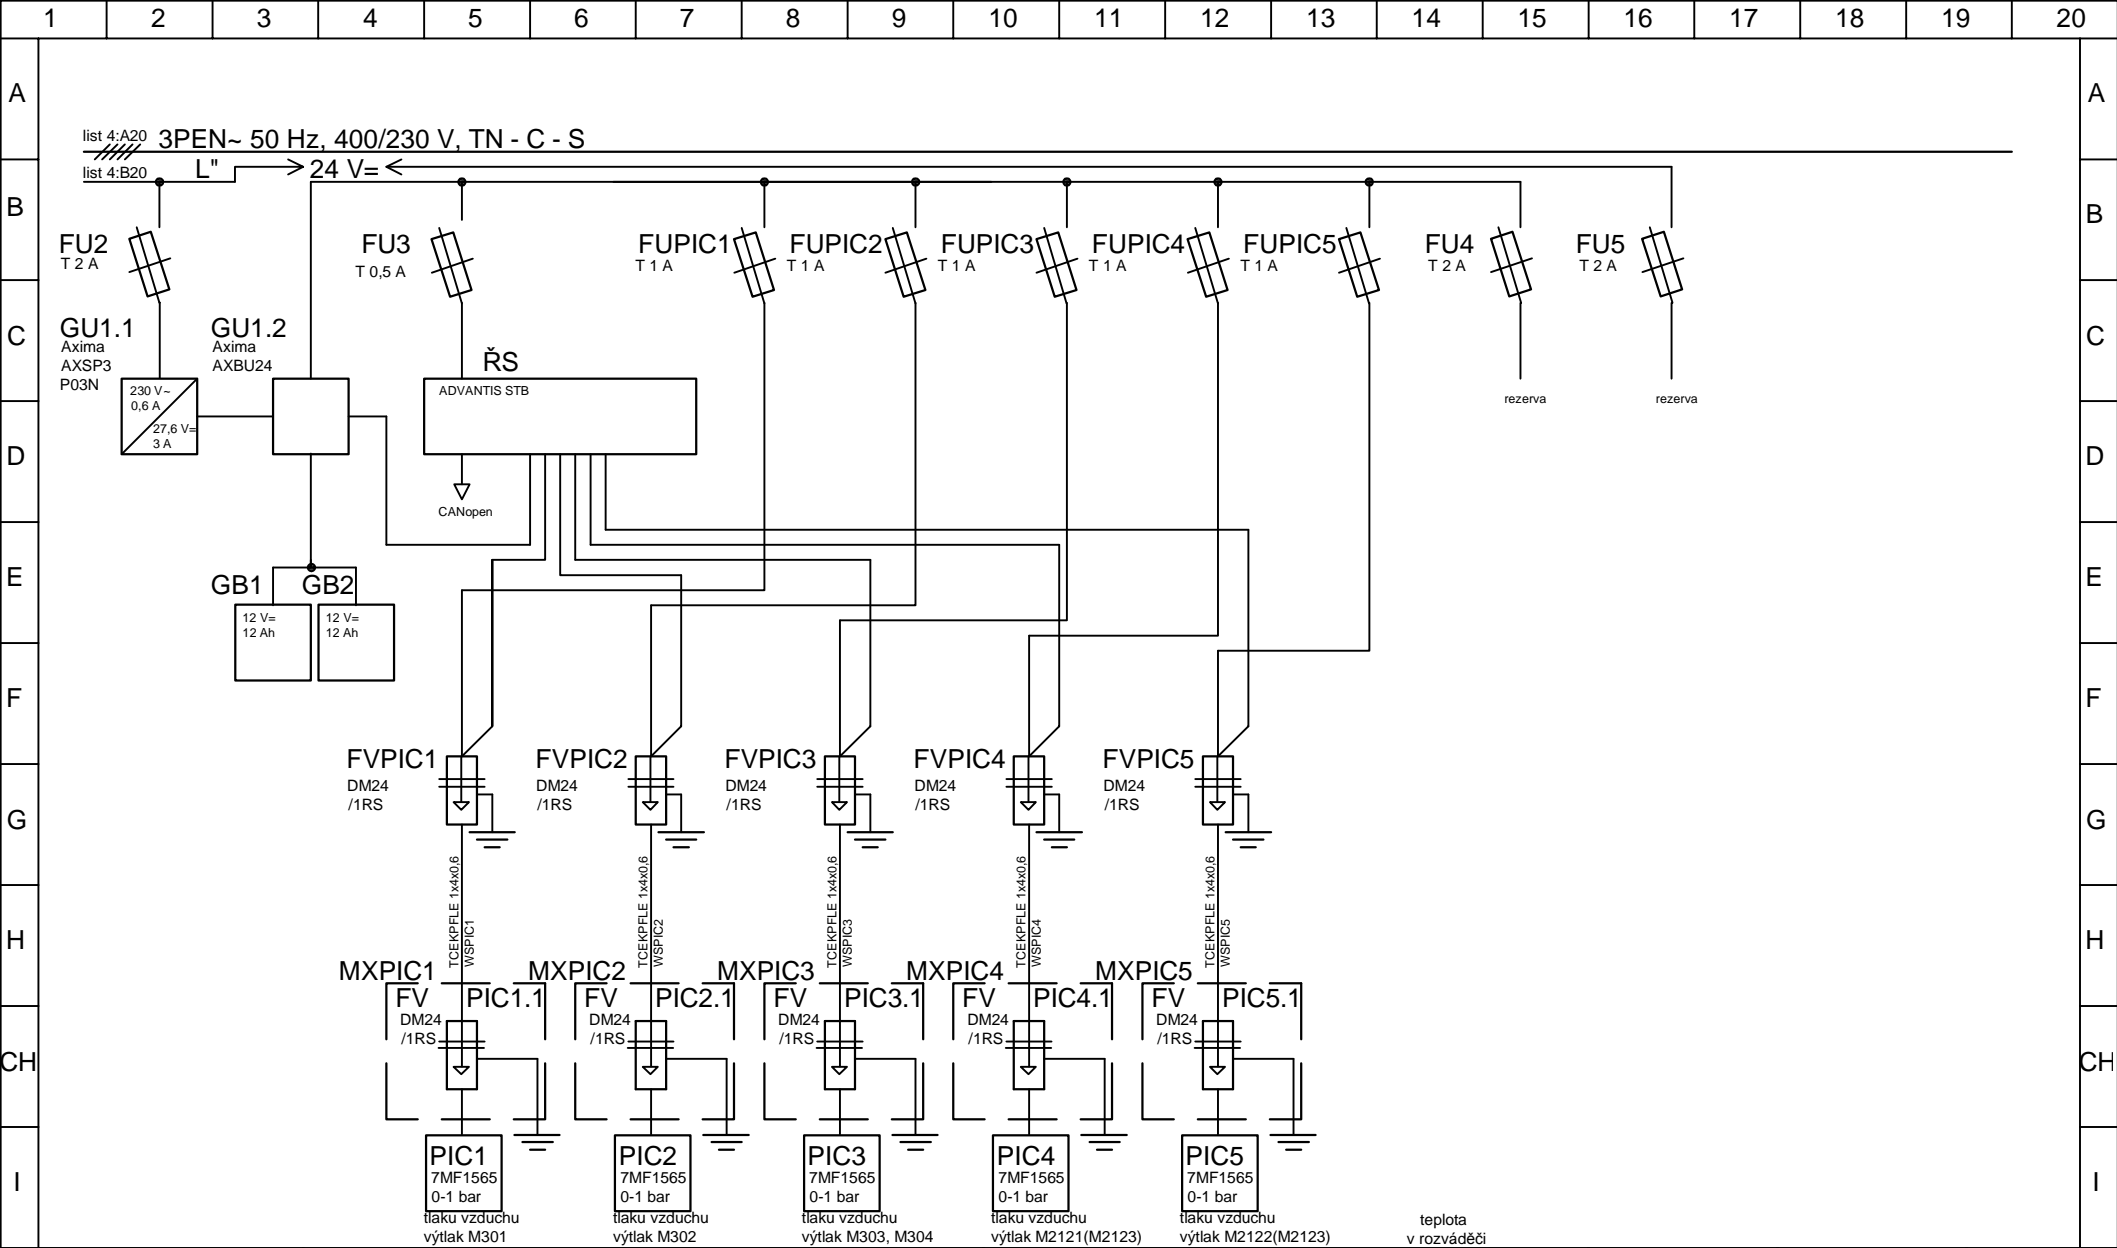 1 2 3 4 5 6 7 8 9 10 11 12 13 14 15 16 17 18 19 20
A A
list 4:A20 3PEN~ 50 Hz, 400/230 V, TN - C - S
list 4:B20 L" 24 V=
B B
FU2 FU3 FUPIC1 FUPIC2 FUPIC3 FUPIC4 FUPIC5 FU4 FU5
T 2 A T 0,5 A T 1 A T 1 A T 1 A T 1 A T 1 A T 2 A T 2 A
C C
GU1.1 GU1.2
Axima Axima
AXSP3 AXBU24
P03N
ŘS
ADVANTIS STB
230 V~
0,6 A
27,6 V=
3 A
rezerva rezerva
D D
CANopen
E E
GB1 GB2
12 V= 12 V=
12 Ah 12 Ah
F F
FVPIC1 FVPIC2 FVPIC3 FVPIC4 FVPIC5
DM24 DM24 DM24 DM24 DM24
/1RS /1RS /1RS /1RS /1RS
G G
TCEKPFLE 1x4x0,6 TCEKPFLE 1x4x0,6 TCEKPFLE 1x4x0,6 TCEKPFLE 1x4x0,6 TCEKPFLE 1x4x0,6
WSPIC1 WSPIC2 WSPIC3 WSPIC4 WSPIC5
H H
MXPIC1 MXPIC2 MXPIC3 MXPIC4 MXPIC5
FV PIC1.1 FV PIC2.1 FV PIC3.1 FV PIC4.1 FV PIC5.1
DM24 DM24 DM24 DM24 DM24
/1RS /1RS /1RS /1RS /1RS
CH CH
PIC1 PIC2 PIC3 PIC4 PIC5
7MF1565 7MF1565 7MF1565 7MF1565 7MF1565
I I
0-1 bar 0-1 bar 0-1 bar 0-1 bar 0-1 bar
tlaku vzduchu tlaku vzduchu tlaku vzduchu tlaku vzduchu tlaku vzduchu teplota
výtlak M301 výtlak M302 výtlak M303, M304 výtlak M2121(M2123) výtlak M2122(M2123) v rozváděči